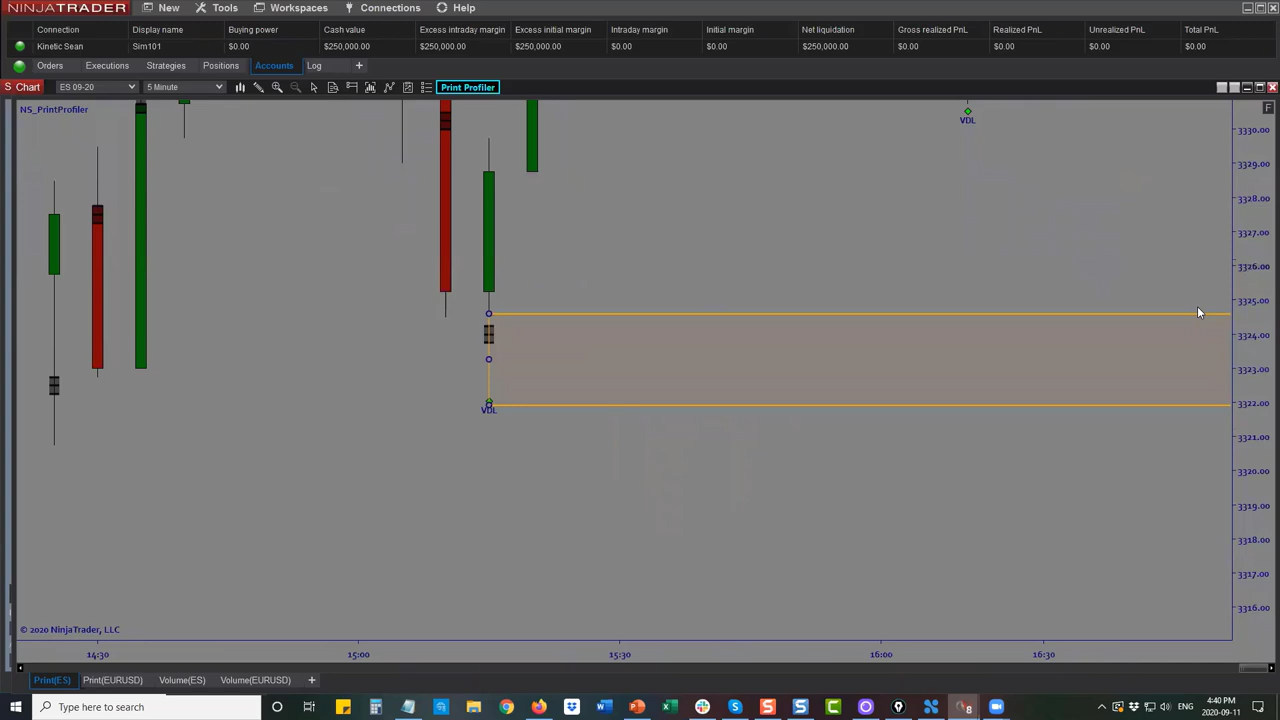 NINJATRADER New Tools Workspaces Connections Help
Connection Display name Buying power Cash value Excess intraday margin Excess initial margin Intraday margin Initial margin Net liquidation Gross realized PnL Realized PnL Unrealized PnL Total PnL
Kinetic Sean Sim101 $0.00 $250,000.00 $250,000.00 $250,000.00 $0.00 $0.00 $250,000.00 $0.00 $0.00 $0.00 $0.00
Orders Executions Strategies Positions Accounts Log +
S Chart ES 09-20 5 Minute Print Profiler
NS_PrintProfiler
F
VDL
3330.00
3329.00
3328.00
3327.00
3326.00
3325.00
3324.00
3323.00
3322.00
VDL
3321.00
3320.00
3319.00
3318.00
3317.00
3316.00
© 2020 NinjaTrader, LLC
14:30 15:00 15:30 16:00 16:30
Print(ES) Print(EURUSD) Volume(ES) Volume(EURUSD) +
Type here to search
ENG
4:40 PM
2020-09-11